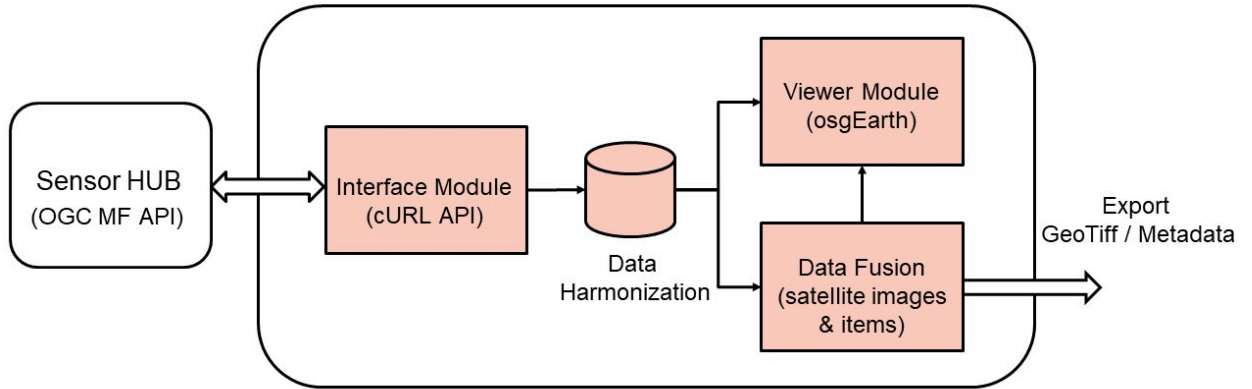 Sensor HUB
(OGC MF API)
Interface Module
(cURL API)
Data
Harmonization
Viewer Module
(osgEarth)
Data Fusion
(satellite images
& items)
Export
GeoTiff / Metadata